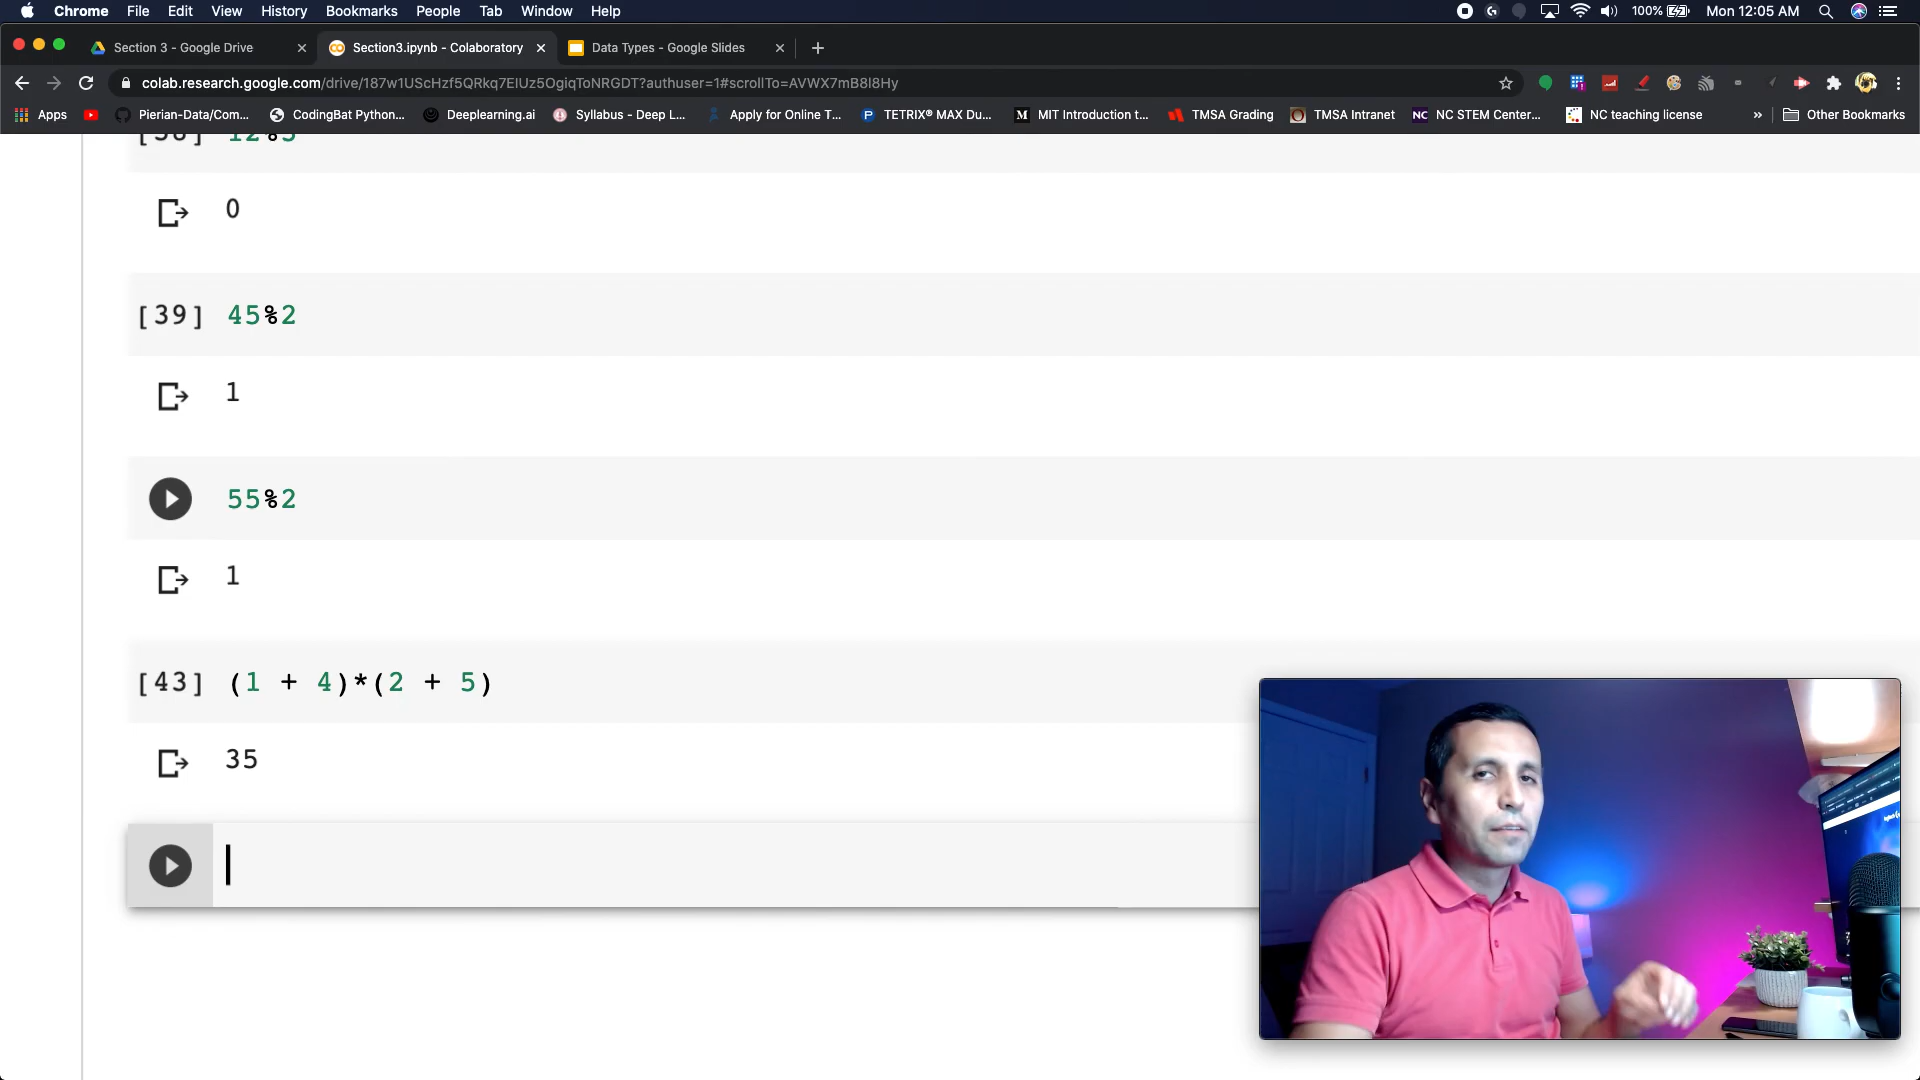 Chrome File Edit View History Bookmarks People Tab Window Help 100% Mon 12:05 AM
Section 3 - Google Drive Section3.ipynb - Colaboratory Data Types - Google Slides
colab.research.google.com/drive/187w1UScHzf5QRkq7EIUz5OgiqToNRGDT?authuser=1#scrollTo=AVWX7mB8l8Hy
Apps Pierian-Data/Com... CodingBat Python... Deeplearning.ai Syllabus - Deep L... Apply for Online T... TETRIX® MAX Du... M MIT Introduction t... TMSA Grading TMSA Intranet NC NC STEM Center... NC teaching license » Other Bookmarks
0
[39] 45%2
1
55%2
1
[43] (1 + 4)*(2 + 5)
35